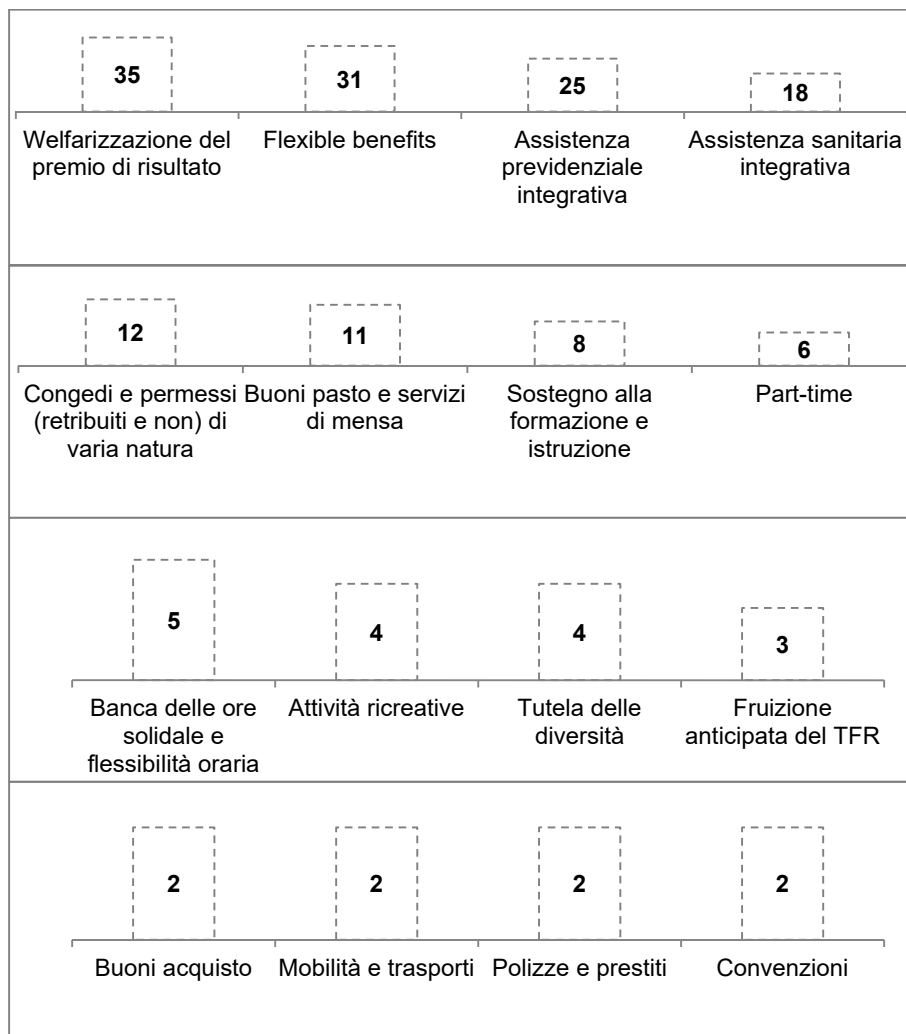 35
31
25
18
Welfarizzazione del
premio di risultato
Flexible benefits
Assistenza
previdenziale
integrativa
Assistenza sanitaria
integrativa
12
11
8
6
Congedi e permessi
(retribuiti e non) di
varia natura
Buoni pasto e servizi
di mensa
Sostegno alla
formazione e
istruzione
Part-time
5
4
4
3
Banca delle ore
solidale e
flessibilità oraria
Attività ricreative
Tutela delle
diversità
Fruizione
anticipata del TFR
2
2
2
2
Buoni acquisto
Mobilità e trasporti
Polizze e prestiti
Convenzioni